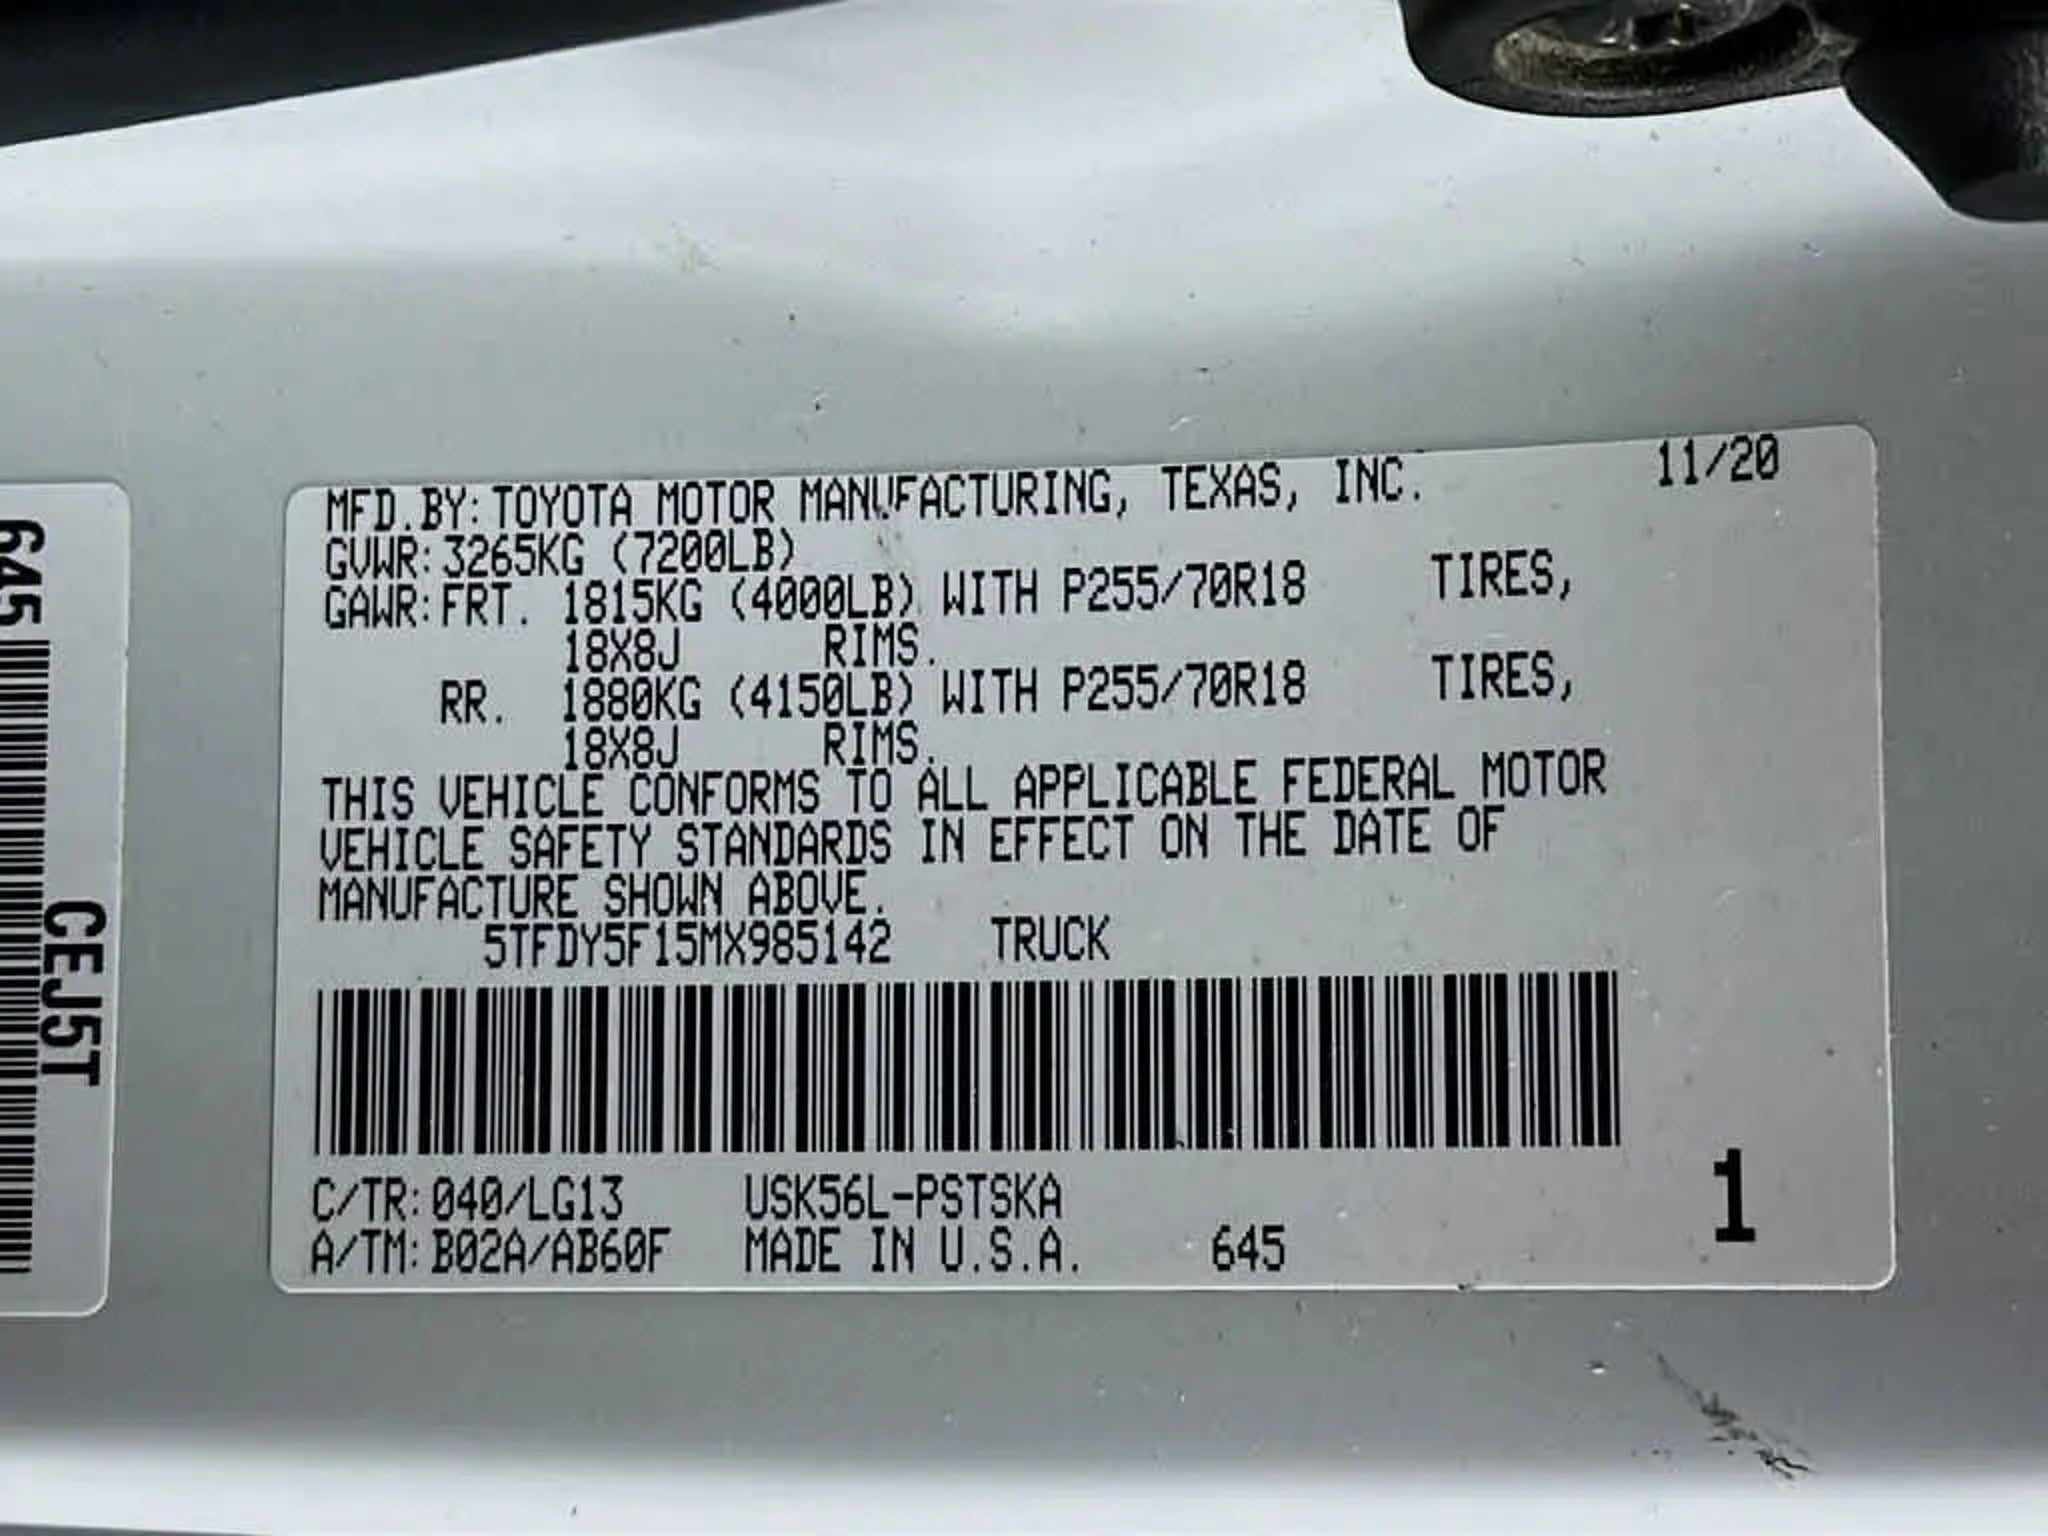 MFD.BY:TOYOTA MOTOR MANUFACTURING, TEXAS, INC. 11/20
GVWR:3265KG (7200LB)
GAWR:FRT. 1815KG (4000LB) WITH P255/70R18 TIRES,
18X8J RIMS.
RR. 1880KG (4150LB) WITH P255/70R18 TIRES,
18X8J RIMS.
THIS VEHICLE CONFORMS TO ALL APPLICABLE FEDERAL MOTOR
VEHICLE SAFETY STANDARDS IN EFFECT ON THE DATE OF
MANUFACTURE SHOWN ABOVE.
5TFDY5F15MX985142 TRUCK
C/TR:040/LG13 USK56L-PSTSKA
A/TM:B02A/AB60F MADE IN U.S.A. 645
1
645
CEJ5T